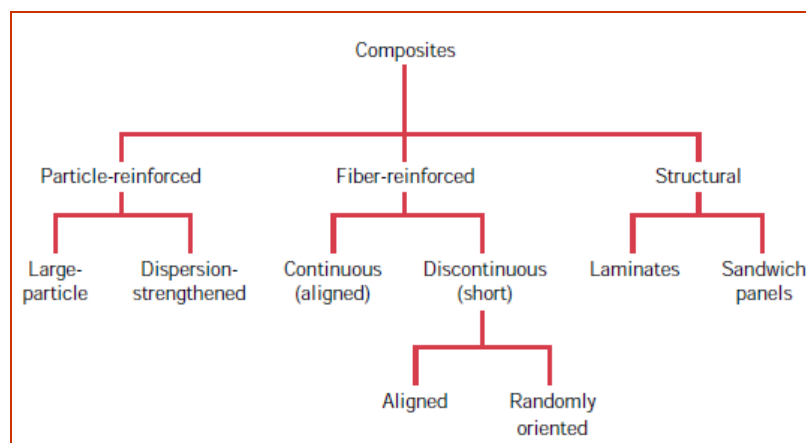 Composites
Particle-reinforced
Fiber-reinforced
Structural
Large-
particle
Dispersion-
strengthened
Continuous
(aligned)
Discontinuous
(short)
Laminates
Sandwich
panels
Aligned
Randomly
oriented